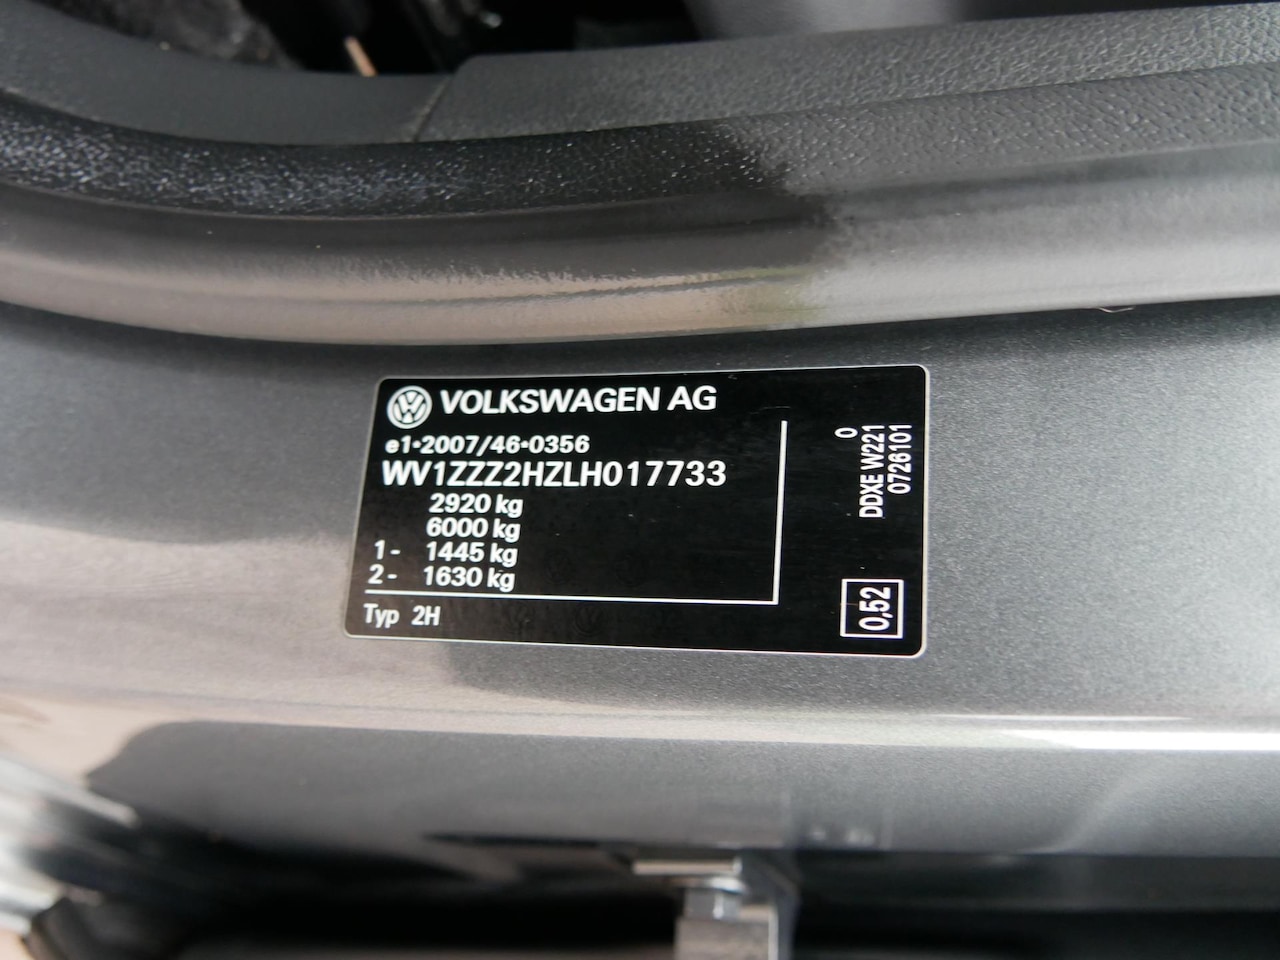 VOLKSWAGEN AG
e1*2007/46*0356
WV1ZZZ2HZLH017733
2920 kg
6000 kg
1- 1445 kg
2- 1630 kg
Typ 2H
0
DDXE W221
0726101
0,52